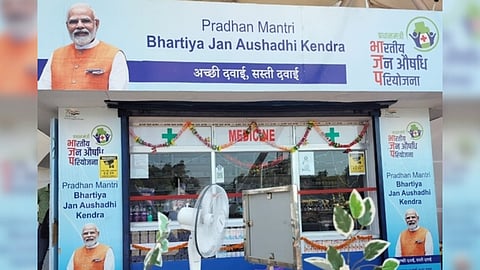 Pradhan Mantri
Bhartiya Jan Aushadhi Kendra
अच्छी दवाई, सस्ती दवाई
प्रधानमंत्री
भारतीय
जन औषधि
परियोजना
MEDICINE
भारतीय
जन औषधि
परियोजना
Pradhan Mantri
Bhartiya Jan
Aushadhi
Kendra
भारतीय
जन औषधि
परियोजना
Pradhan Mantri
Bhartiya Jan
Aushadhi
Kendra